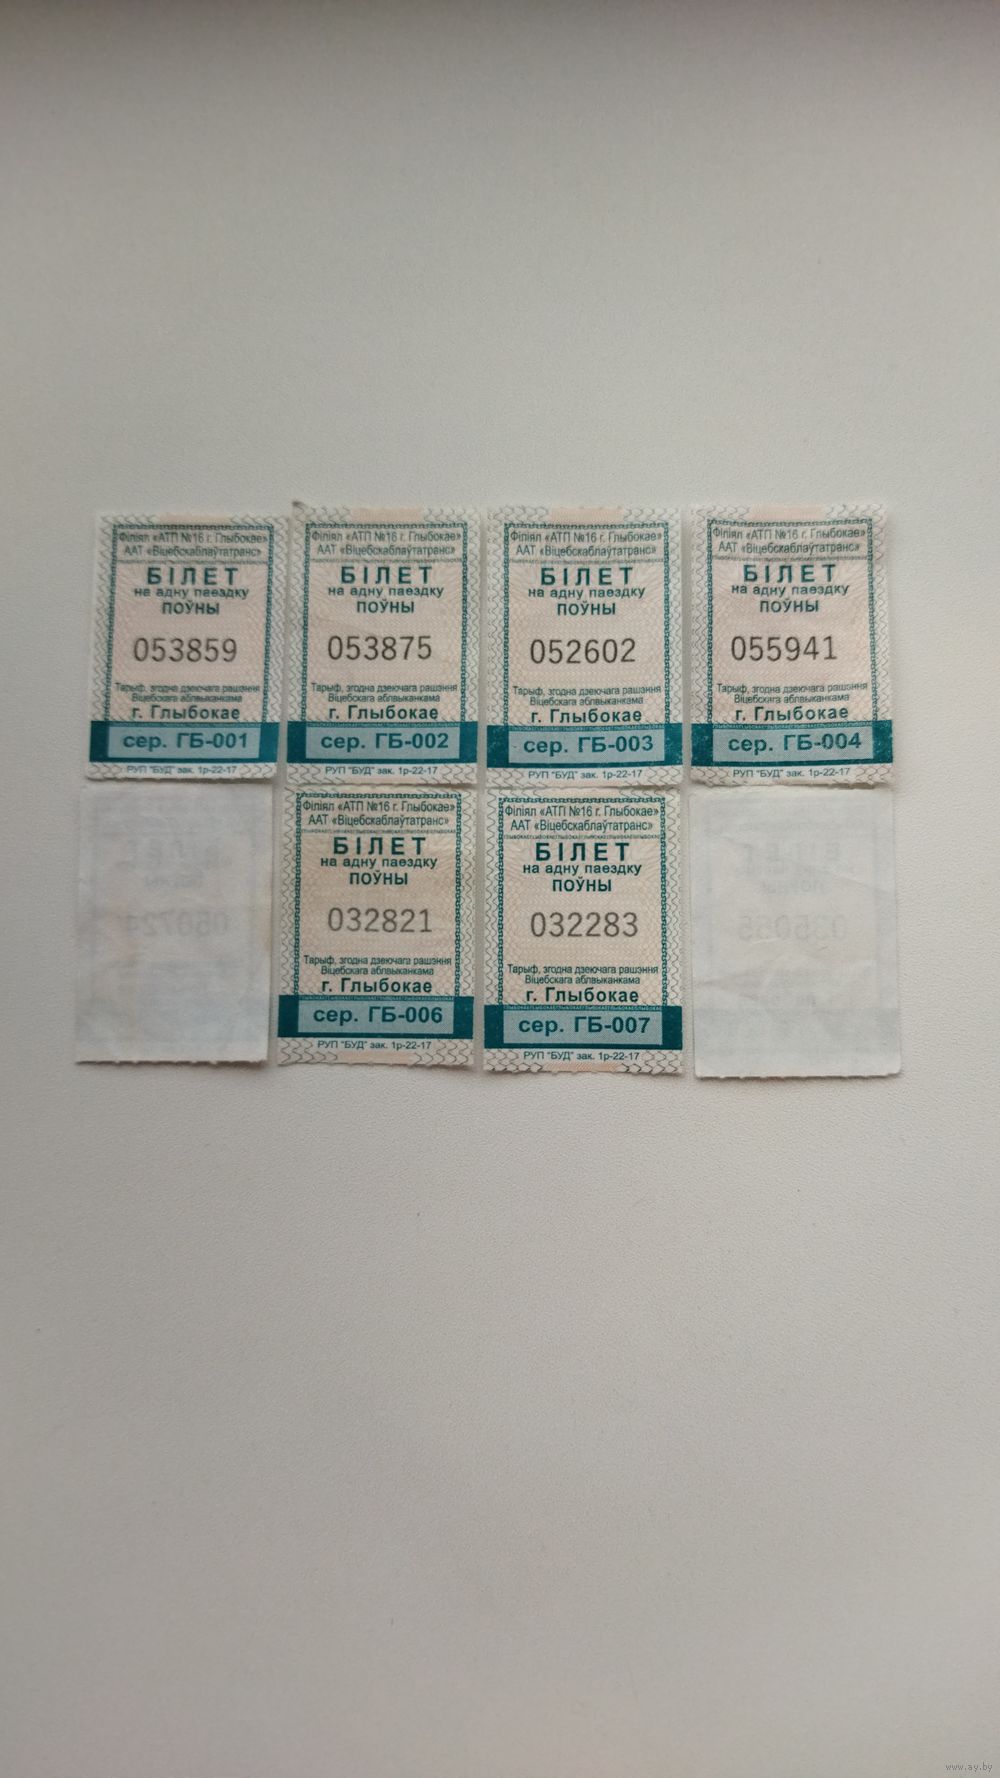 Філіял «АТП №16 г. Глыбокае»
ААТ «Віцебскаблаўтатранс»
БІЛЕТ
на адну паездку
ПОЎНЫ
053859
Тарыф, згодна дзеючага рашэння
Віцебскага аблвыканкама
г. Глыбокае
сер. ГБ-001
РУП "БУД" зак. 1р-22-17
Філіял «АТП №16 г. Глыбокае»
ААТ «Віцебскаблаўтатранс»
БІЛЕТ
на адну паездку
ПОЎНЫ
053875
Тарыф, згодна дзеючага рашэння
Віцебскага аблвыканкама
г. Глыбокае
сер. ГБ-002
РУП "БУД" зак. 1р-22-17
Філіял «АТП №16 г. Глыбокае»
ААТ «Віцебскаблаўтатранс»
БІЛЕТ
на адну паездку
ПОЎНЫ
052602
Тарыф, згодна дзеючага рашэння
Віцебскага аблвыканкама
г. Глыбокае
сер. ГБ-003
РУП "БУД" зак. 1р-22-17
Філіял «АТП №16 г. Глыбокае»
ААТ «Віцебскаблаўтатранс»
БІЛЕТ
на адну паездку
ПОЎНЫ
055941
Тарыф, згодна дзеючага рашэння
Віцебскага аблвыканкама
г. Глыбокае
сер. ГБ-004
РУП "БУД" зак. 1р-22-17
Філіял «АТП №16 г. Глыбокае»
ААТ «Віцебскаблаўтатранс»
БІЛЕТ
на адну паездку
ПОЎНЫ
032821
Тарыф, згодна дзеючага рашэння
Віцебскага аблвыканкама
г. Глыбокае
сер. ГБ-006
РУП "БУД" зак. 1р-22-17
Філіял «АТП №16 г. Глыбокае»
ААТ «Віцебскаблаўтатранс»
БІЛЕТ
на адну паездку
ПОЎНЫ
032283
Тарыф, згодна дзеючага рашэння
Віцебскага аблвыканкама
г. Глыбокае
сер. ГБ-007
РУП "БУД" зак. 1р-22-17
www.ay.by